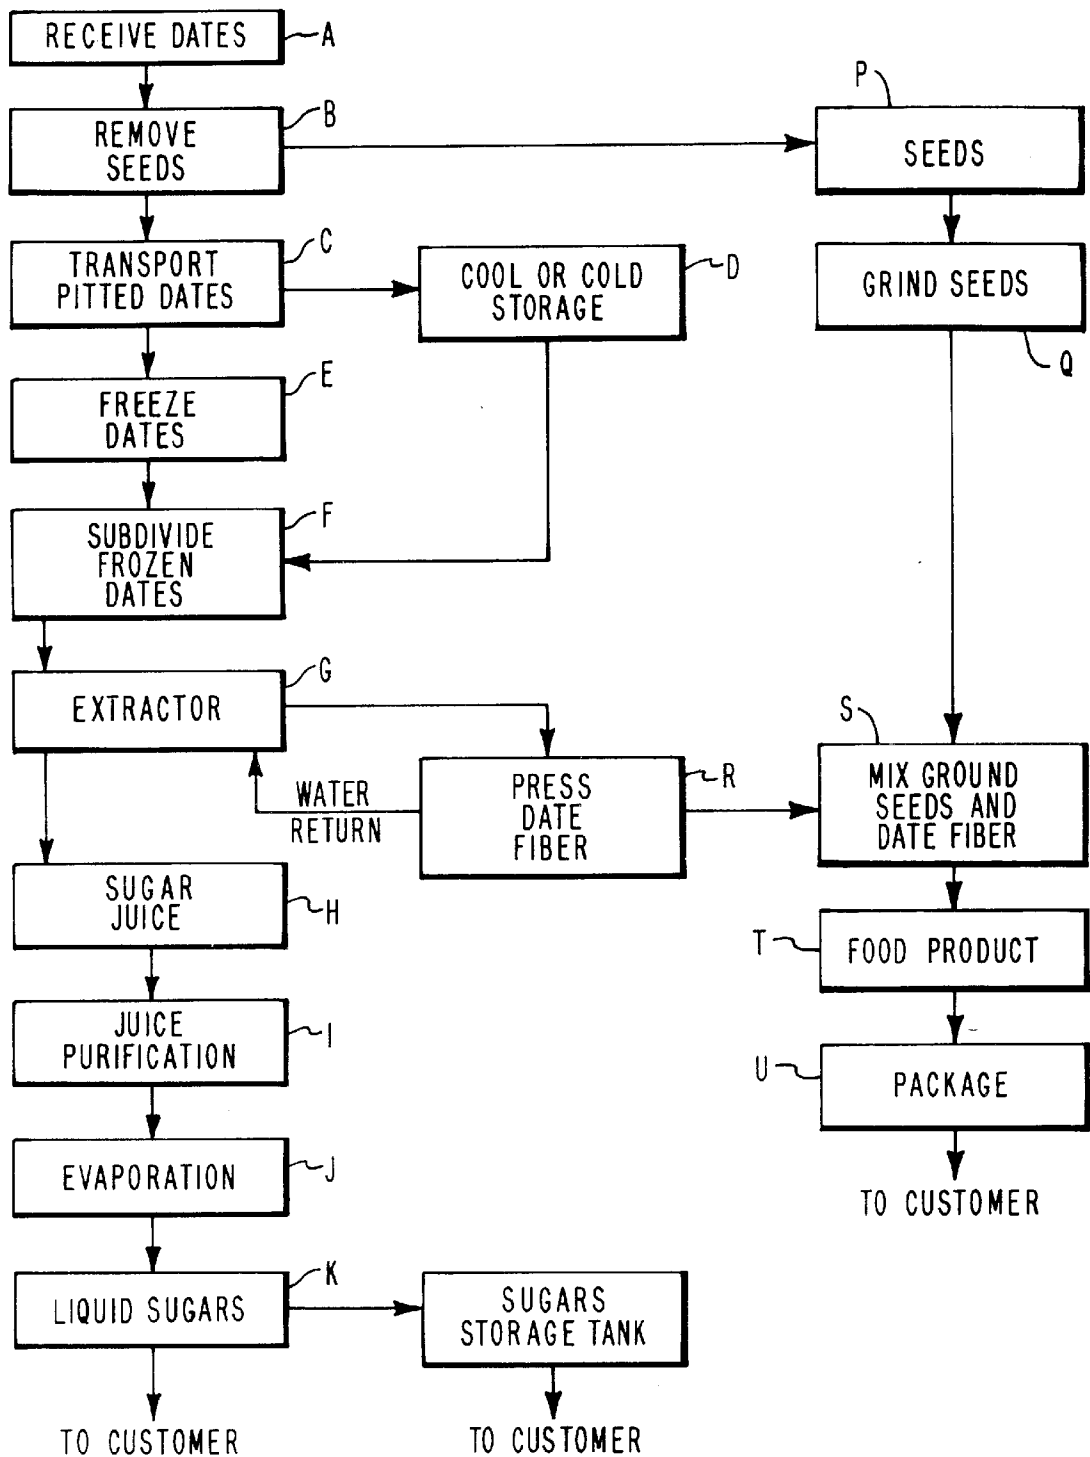 RECEIVE DATES
A
REMOVE
SEEDS
B
P
SEEDS
TRANSPORT
PITTED DATES
C
COOL OR COLD
STORAGE
D
GRIND SEEDS
Q
FREEZE
DATES
E
SUBDIVIDE
FROZEN
DATES
F
EXTRACTOR
G
WATER
RETURN
PRESS
DATE
FIBER
R
S
MIX GROUND
SEEDS AND
DATE FIBER
SUGAR
JUICE
H
T
FOOD PRODUCT
JUICE
PURIFICATION
I
U
PACKAGE
EVAPORATION
J
TO CUSTOMER
LIQUID SUGARS
K
SUGARS
STORAGE TANK
TO CUSTOMER
TO CUSTOMER